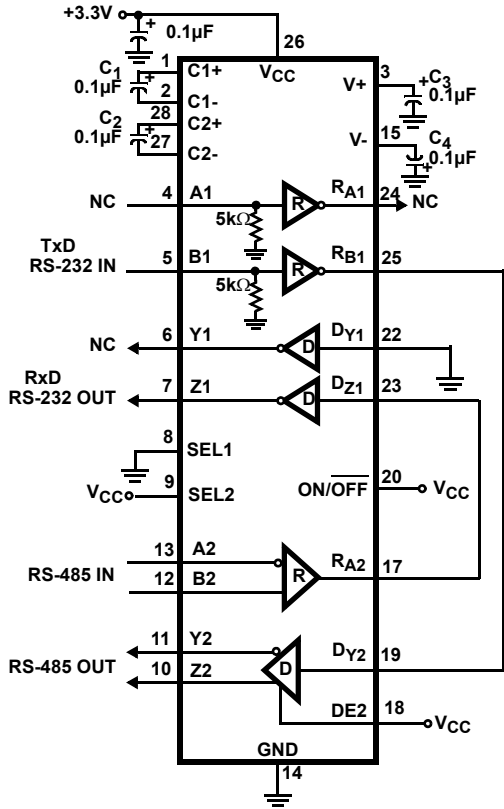 +3.3V
0.1µF
26
VCC
1
C1+
C1
0.1µF
2
C1-
28
C2+
C2
0.1µF
27
C2-
3
V+
C3
0.1µF
15
V-
C4
0.1µF
NC
4
A1
5kΩ
R
RA1
24
NC
TxD
RS-232 IN
5
B1
5kΩ
R
RB1
25
NC
6
Y1
D
DY1
22
RxD
RS-232 OUT
7
Z1
D
DZ1
23
8
SEL1
VCC
9
SEL2
ON/OFF
20
VCC
RS-485 IN
13
A2
12
B2
R
RA2
17
RS-485 OUT
11
Y2
10
Z2
D
DY2
19
DE2
18
VCC
GND
14